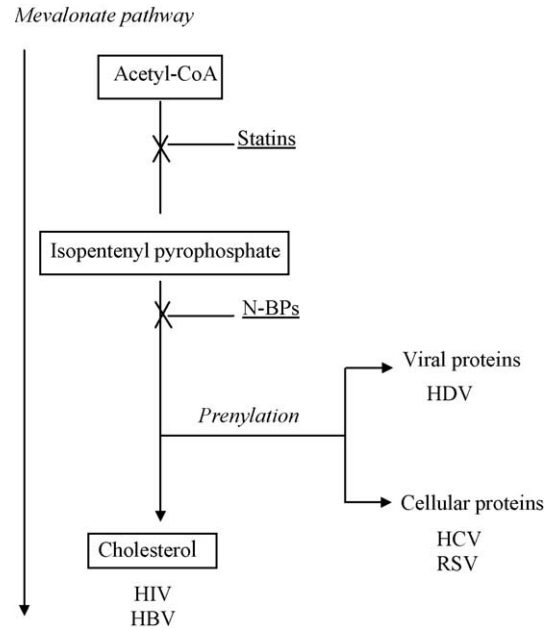 Mevalonate pathway
Acetyl-CoA
Statins
Isopentenyl pyrophosphate
N-BPs
Viral proteins
HDV
Prenylation
Cellular proteins
HCV
RSV
Cholesterol
HIV
HBV